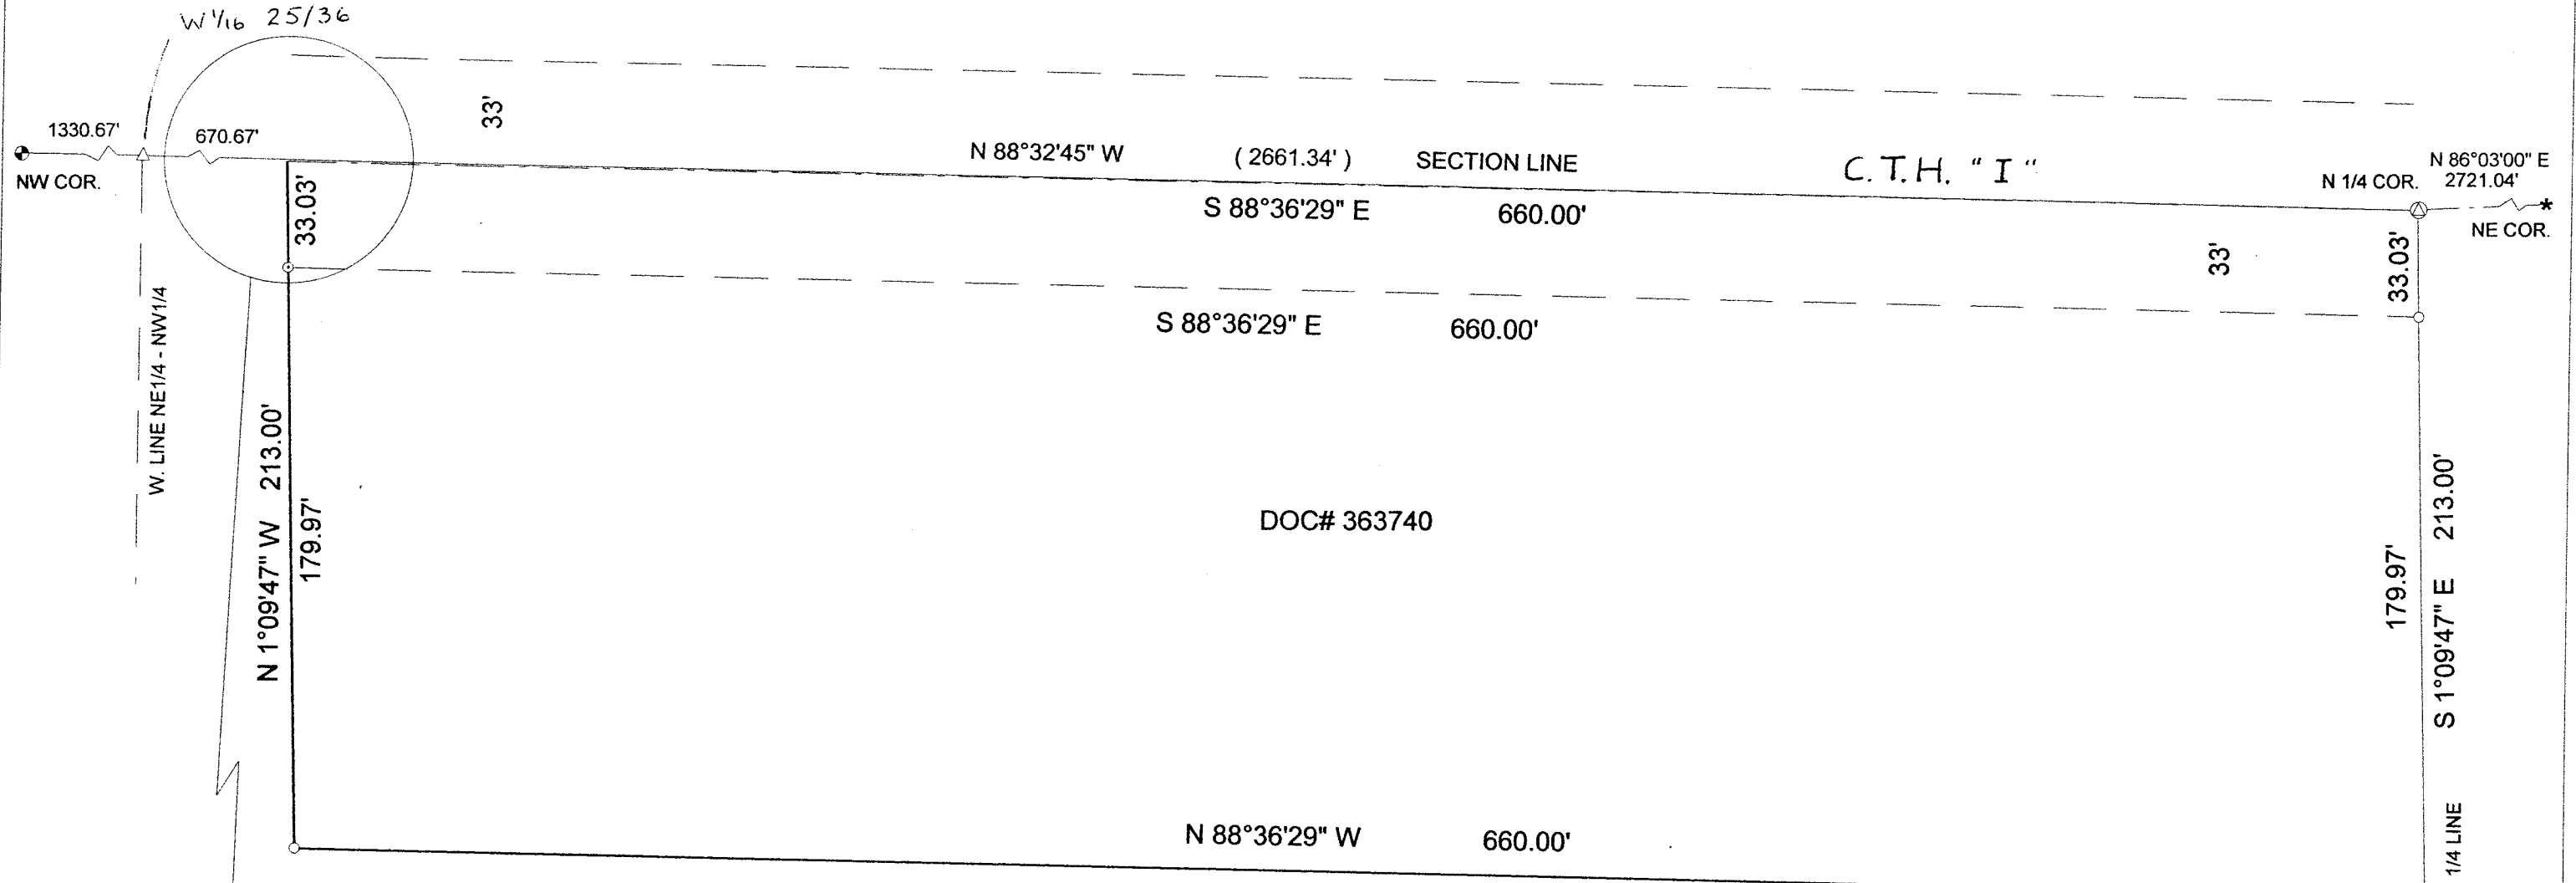 W 1/16 25/36
1330.67'
670.67'
33'
NW COR.
N 88°32'45" W ( 2661.34' ) SECTION LINE
C.T.H. "I"
N 1/4 COR.
N 86°03'00" E
2721.04'
NE COR.
33.03'
S 88°36'29" E 660.00'
33'
33.03'
S 88°36'29" E 660.00'
W. LINE NE1/4 - NW1/4
N 1°09'47" W 213.00'
179.97'
DOC# 363740
179.97'
S 1°09'47" E 213.00'
N 88°36'29" W 660.00'
1/4 LINE